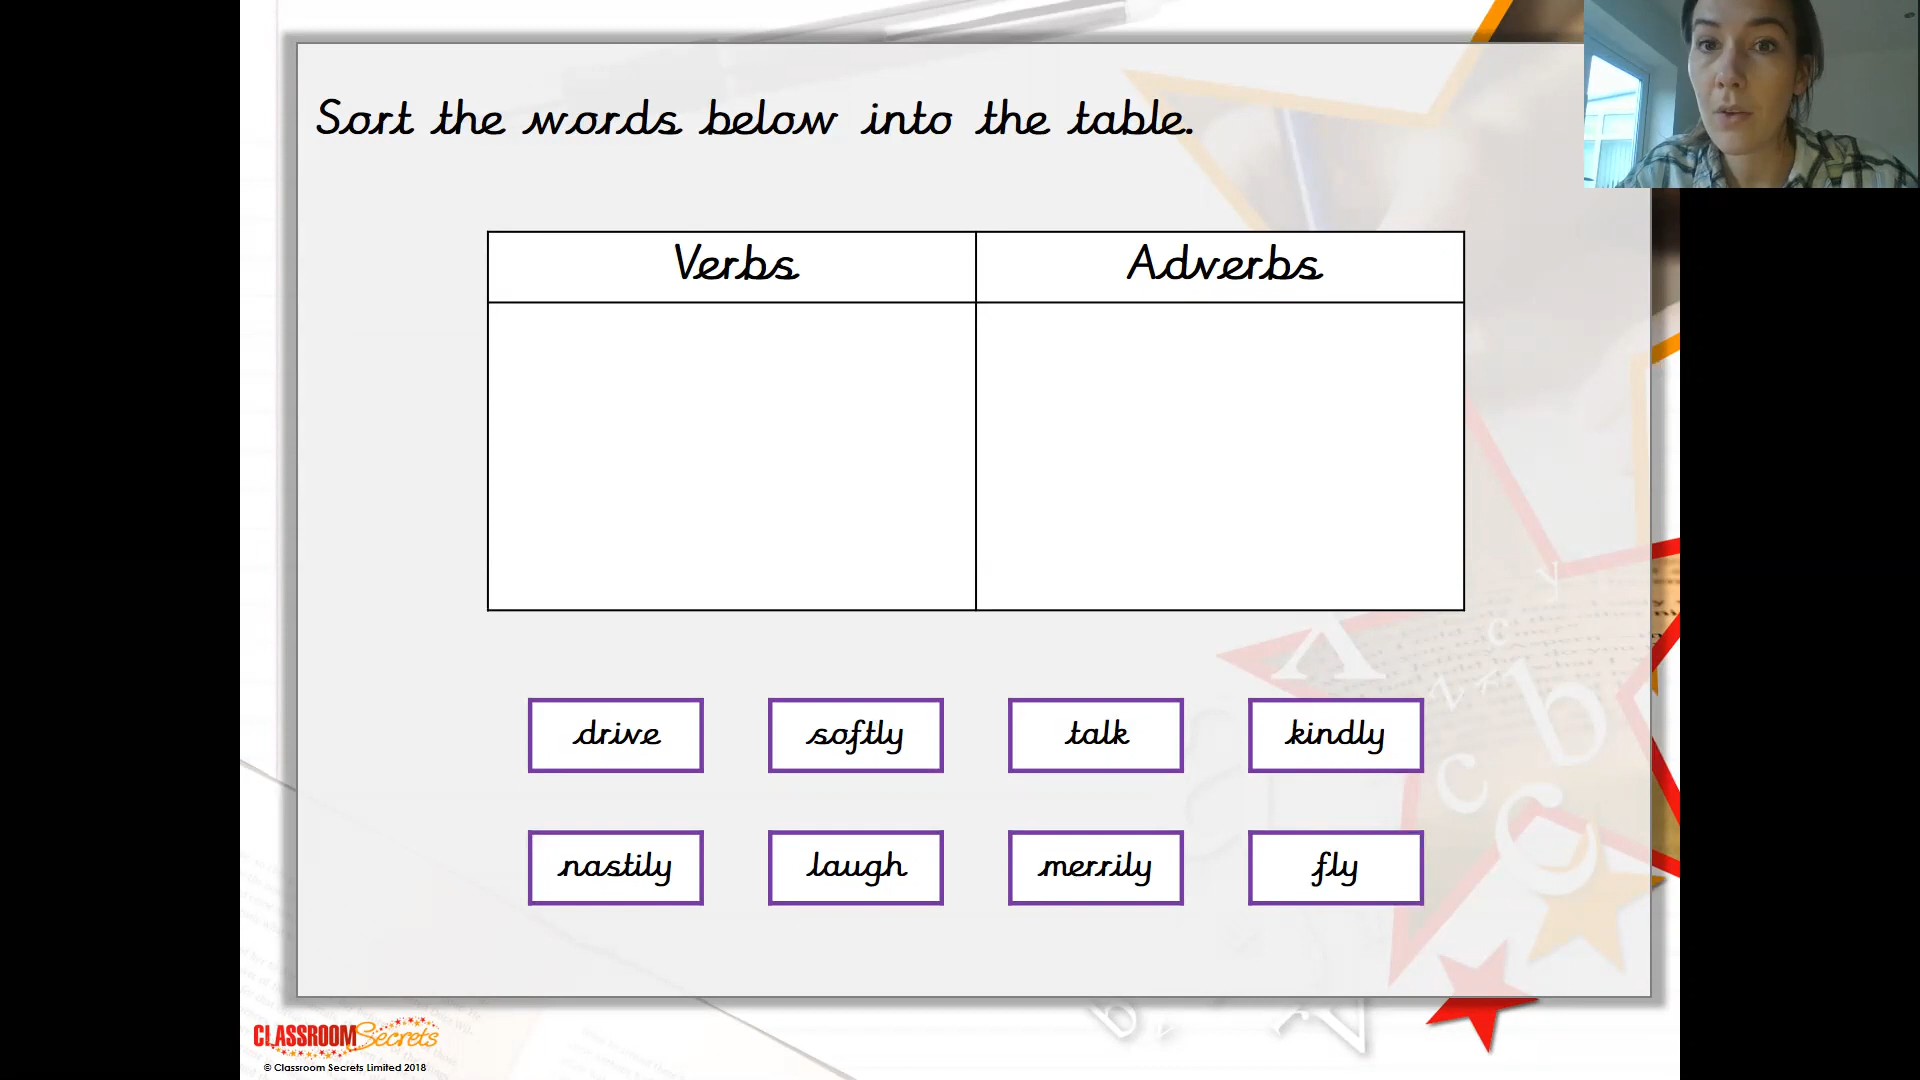 Sort the words below into the table.
Verbs Adverbs
drive softly talk kindly
nastily laugh merrily fly
CLASSROOM Secrets
© Classroom Secrets Limited 2018